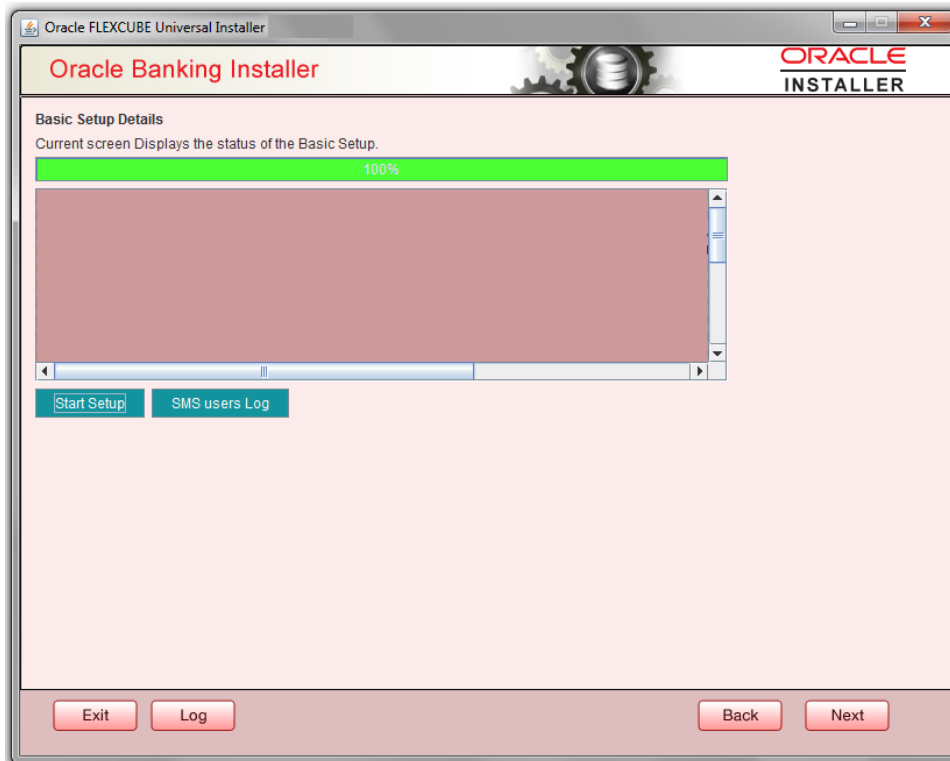 Oracle FLEXCUBE Universal Installer
Oracle Banking Installer
ORACLE
INSTALLER
Basic Setup Details
Current screen Displays the status of the Basic Setup.
100%
Start Setup SMS users Log
Exit Log Back Next